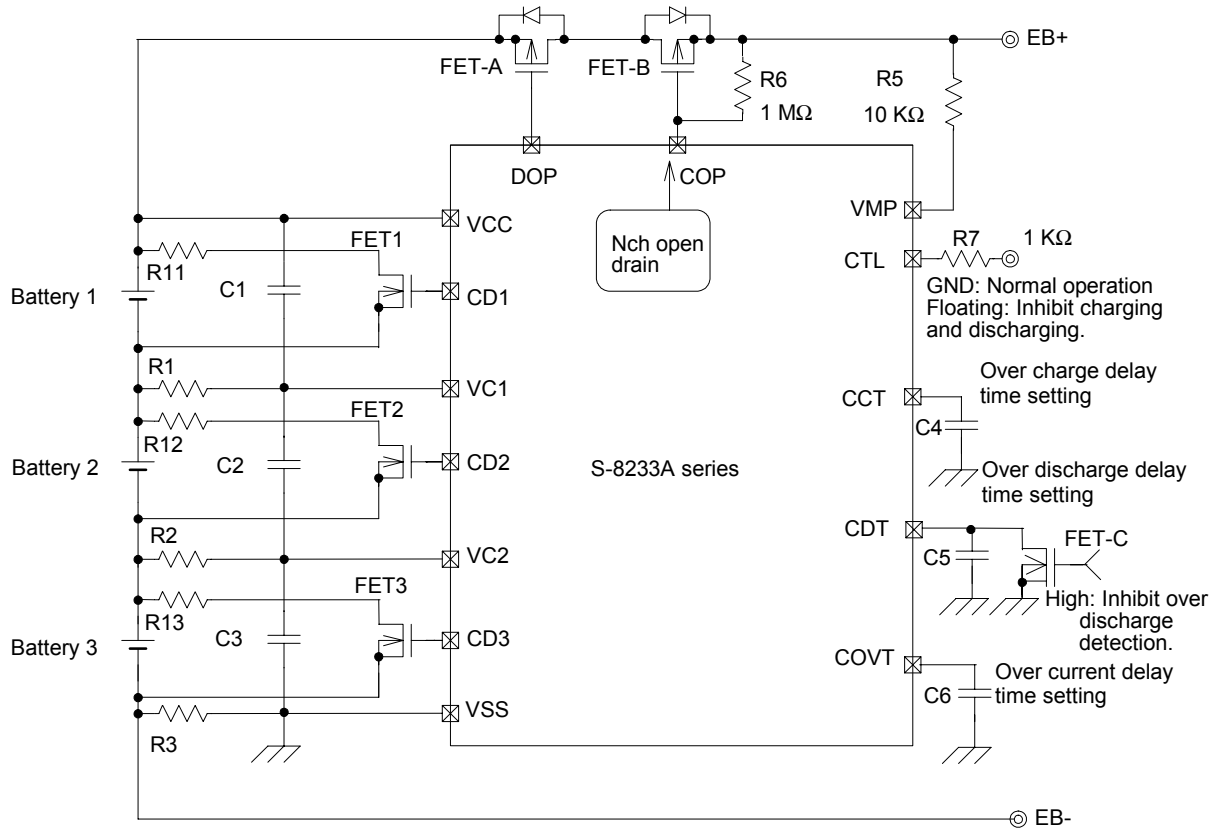 EB+
FET-A
FET-B
R6
1 MΩ
R5
10 KΩ
DOP
COP
VCC
VMP
Nch open
drain
R11
FET1
C1
CD1
Battery 1
CTL
R7
1 KΩ
GND: Normal operation
Floating: Inhibit charging
and discharging.
R1
VC1
R12
FET2
C2
CD2
Battery 2
S-8233A series
CCT
C4
Over charge delay
time setting
Over discharge delay
time setting
R2
VC2
R13
FET3
C3
CD3
Battery 3
CDT
C5
FET-C
High: Inhibit over
discharge
detection.
COVT
C6
Over current delay
time setting
VSS
R3
EB-